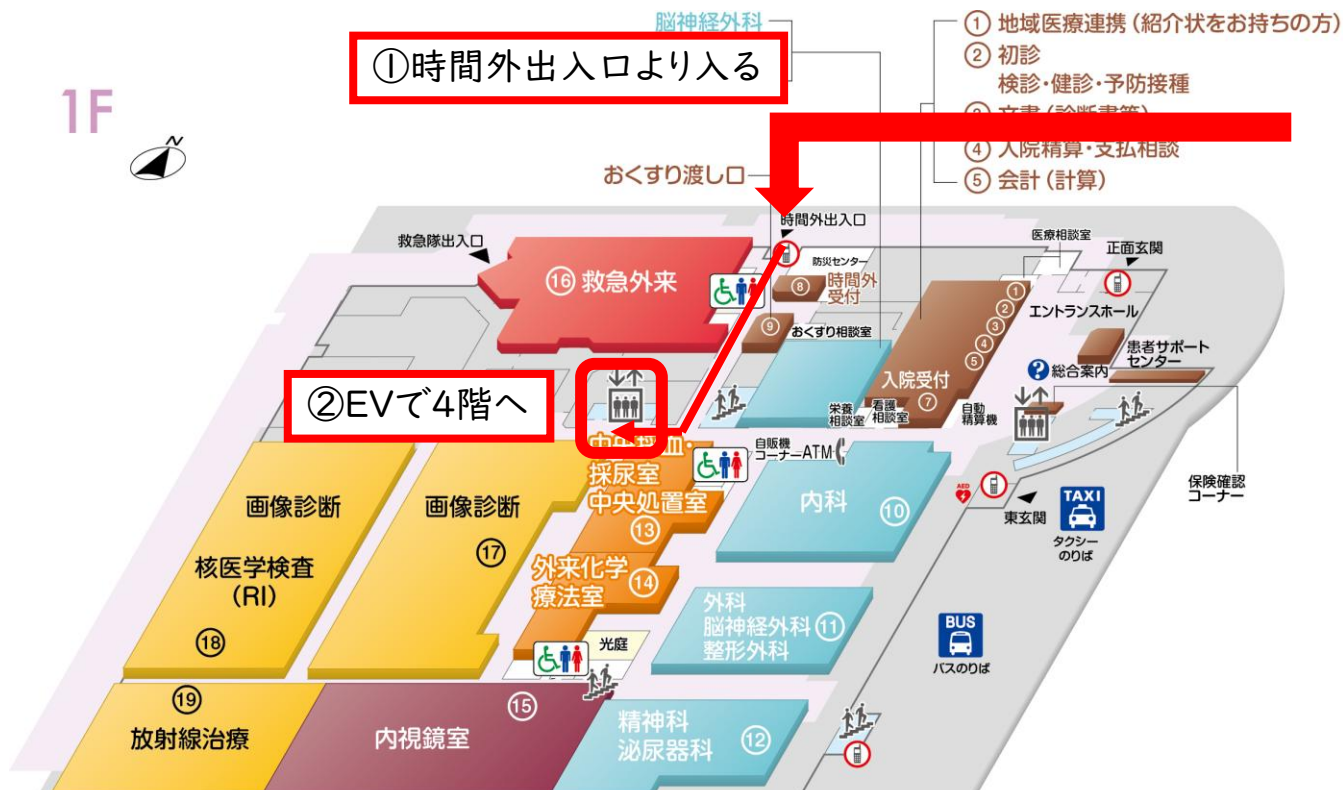 脳神経外科
①時間外出入口より入る
① 地域医療連携(紹介状をお持ちの方)
② 初診
検診・健診・予防接種
③ 文書(診断書等)
④ 入院精算・支払相談
⑤ 会計(計算)
1F
N
おくすり渡し口
時間外出入口
救急隊出入口
医療相談室
正面玄関
防災センター
⑯ 救急外来
⑧
時間外
受付
①
②
③
④
⑤
エントランスホール
⑨
おくすり相談室
患者サポート
センター
?総合案内
入院受付
⑦
②EVで4階へ
栄養
相談室
看護
相談室
自動
精算機
中央採血・
採尿室
中央処置室
⑬
自販機
コーナー
ATM
保険確認
コーナー
画像診断
画像診断
⑰
内科
⑩
AED
東玄関
TAXI
タクシー
のりば
核医学検査
(RI)
⑱
外来化学
療法室
⑭
外科
脳神経外科
整形外科
⑪
光庭
BUS
バスのりば
⑲
放射線治療
⑮
内視鏡室
精神科
泌尿器科
⑫